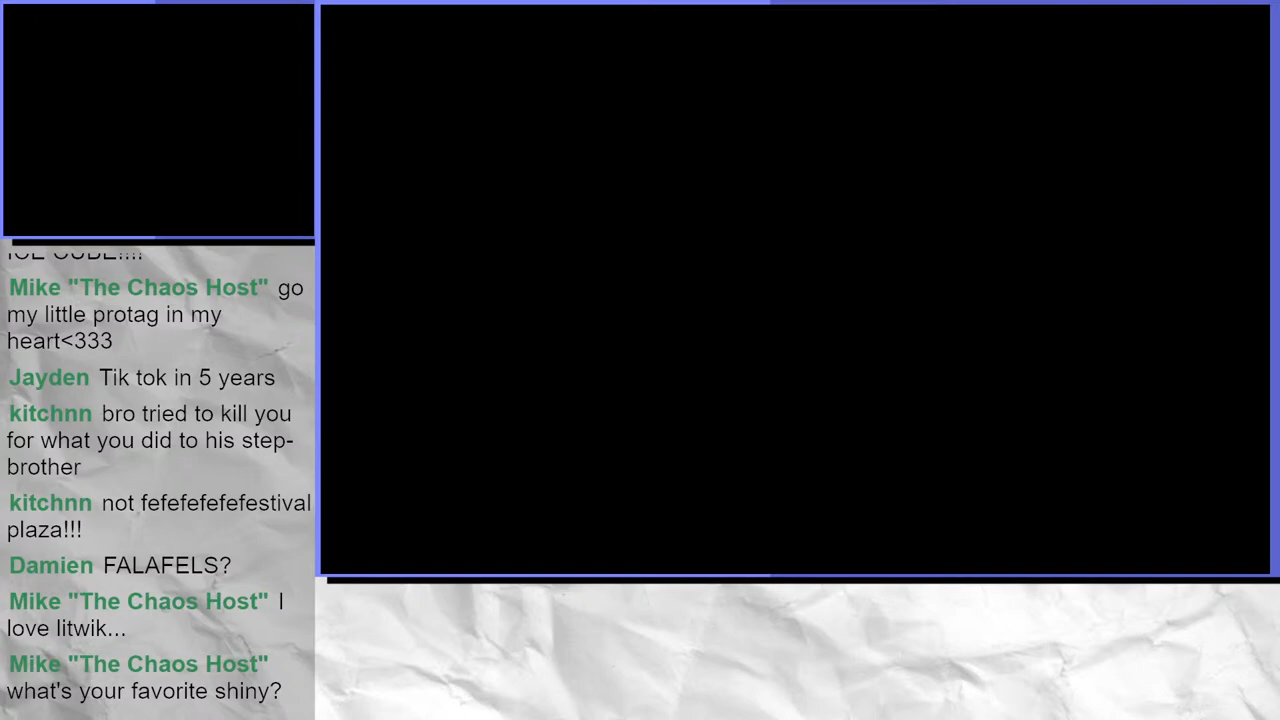 ICE CUBE!!!!
Mike "The Chaos Host" go
my little protag in my
heart<333
Jayden Tik tok in 5 years
kitchnn bro tried to kill you
for what you did to his step-
brother
kitchnn not fefefefefefestival
plaza!!!
Damien FALAFELS?
Mike "The Chaos Host" I
love litwik...
Mike "The Chaos Host"
what's your favorite shiny?